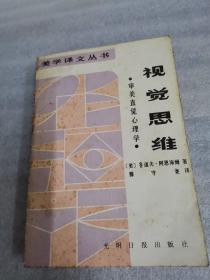 美学译文丛书
视觉思维
·审美直觉心理学·
〔美〕鲁道夫·阿恩海姆 著
滕守尧 译
光明日报出版社